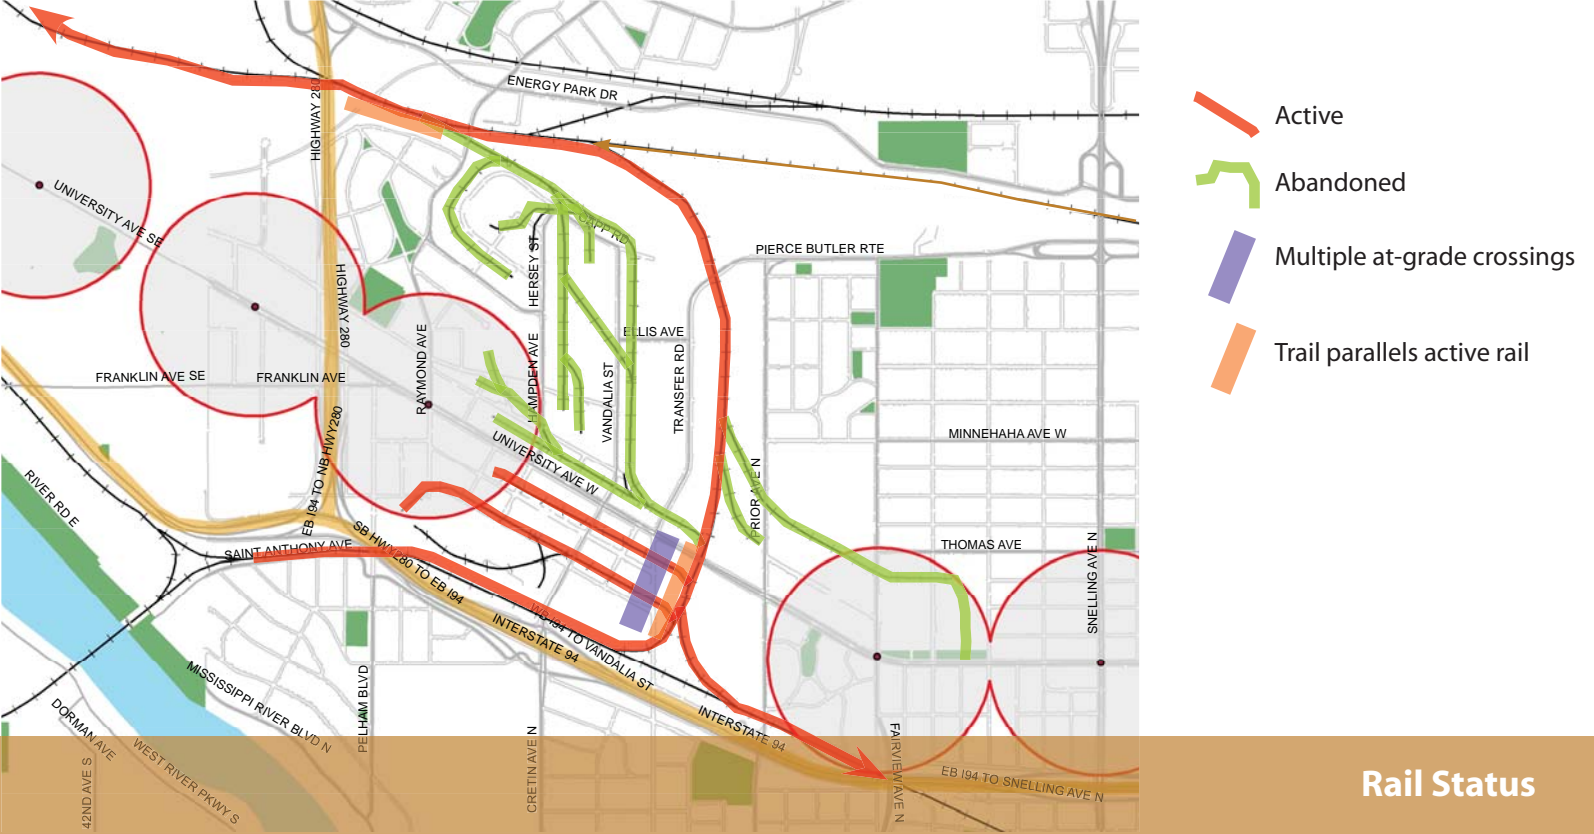 ENERGY PARK DR
HIGHWAY 280
UNIVERSITY AVE SE
CAPP RD
HERSEY ST
PIERCE BUTLER RTE
HIGHWAY 280
RAYMOND AVE
HAMPDEN AVE
ELLIS AVE
TRANSFER RD
VANDALIA ST
FRANKLIN AVE SE
FRANKLIN AVE
UNIVERSITY AVE W
MINNEHAHA AVE W
EB I94 TO NB HWY280
PRIOR AVE N
RIVER RD E
SAINT ANTHONY AVE
SB HWY280 TO EB I94
THOMAS AVE
SNELLING AVE N
WB I94 TO VANDALIA ST
INTERSTATE 94
MISSISSIPPI RIVER BLVD N
PELHAM BLVD
INTERSTATE 94
DORMAN AVE
WEST RIVER PKWY S
42ND AVE S
CRETIN AVE N
FAIRVIEW AVE N
EB I94 TO SNELLING AVE N
Active
Abandoned
Multiple at-grade crossings
Trail parallels active rail
Rail Status